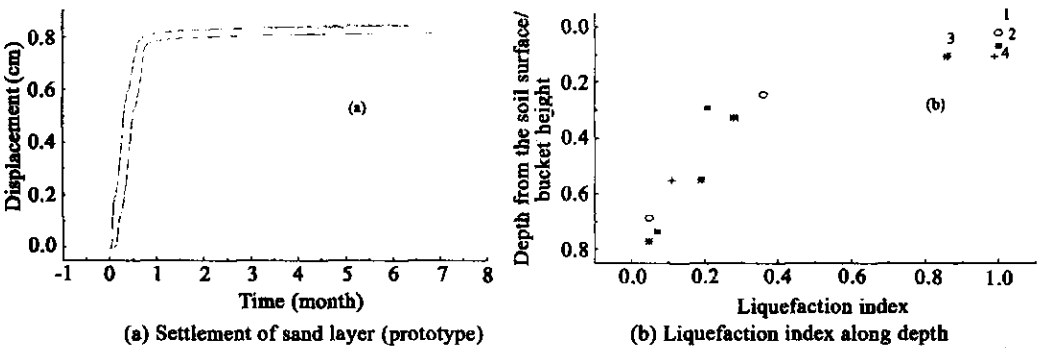 0.8
0.6
0.4
0.2
0.0
Displacement (cm)
(a)
-1 0 1 2 3 4 5 6 7 8
Time (month)
(a) Settlement of sand layer (prototype)
0.0
0.2
0.4
0.6
0.8
Depth from the soil surface/
bucket height
1
2
3
4
(b)
0.0 0.2 0.4 0.6 0.8 1.0
Liquefaction index
(b) Liquefaction index along depth